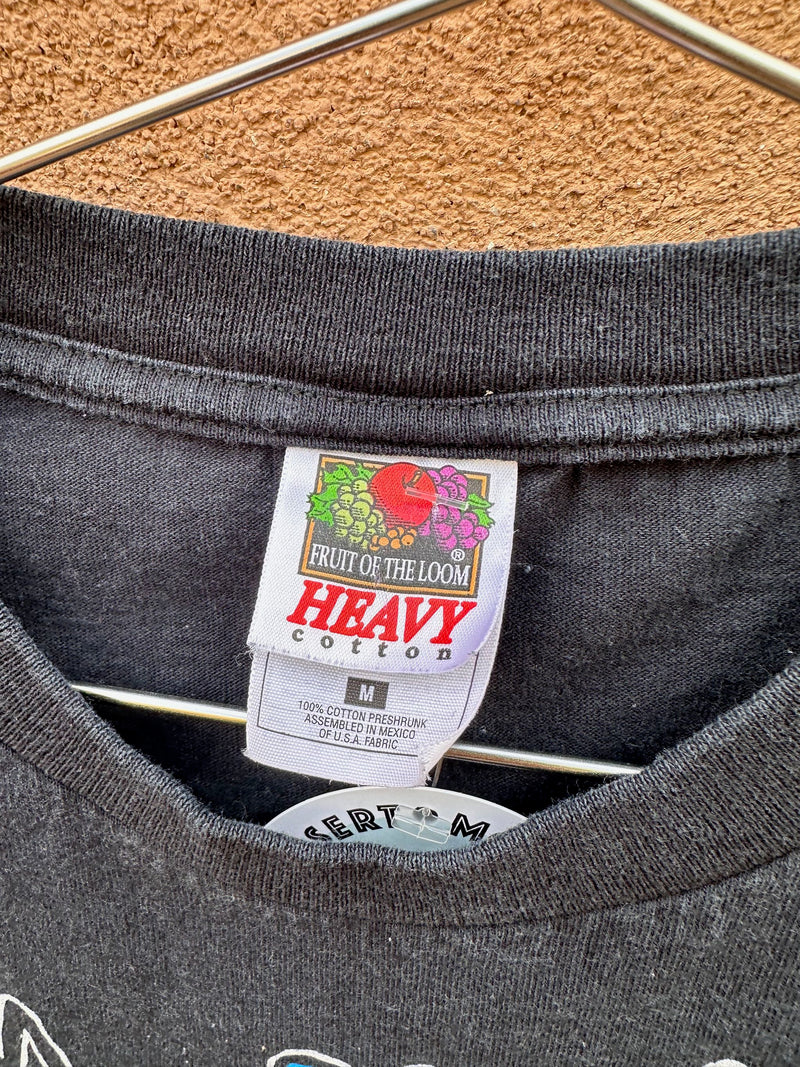 FRUIT OF THE LOOM ®
HEAVY
cotton
M
100% COTTON PRESHRUNK
ASSEMBLED IN MEXICO
OF U.S.A. FABRIC